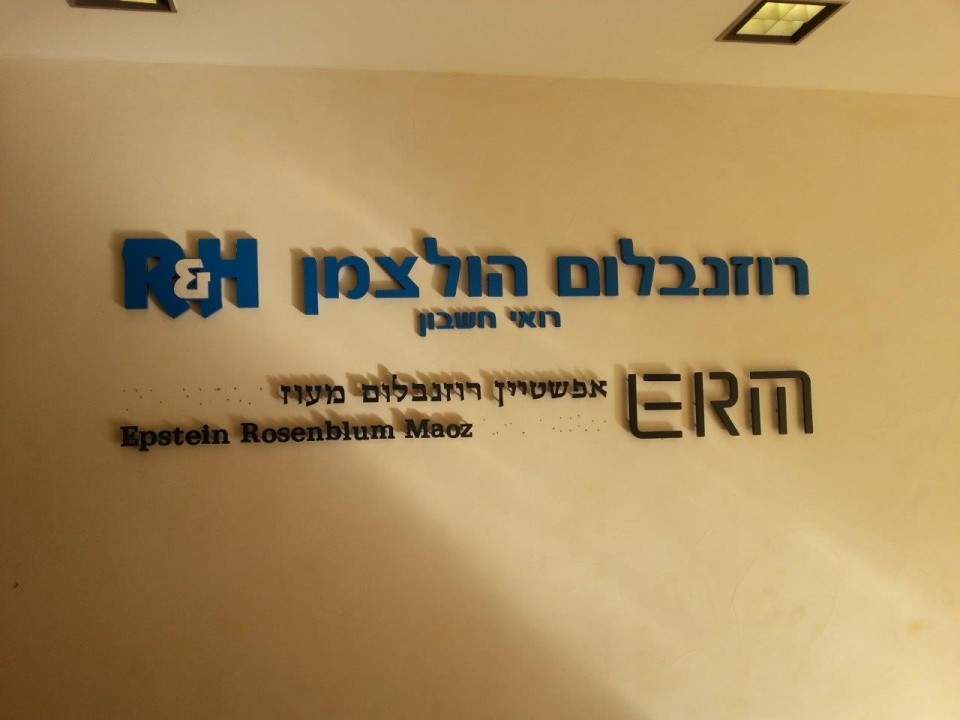 R&H רוזנבלום הולצמן
רואי חשבון
ERM אפשטיין רוזנבלום מעוז
Epstein Rosenblum Maoz